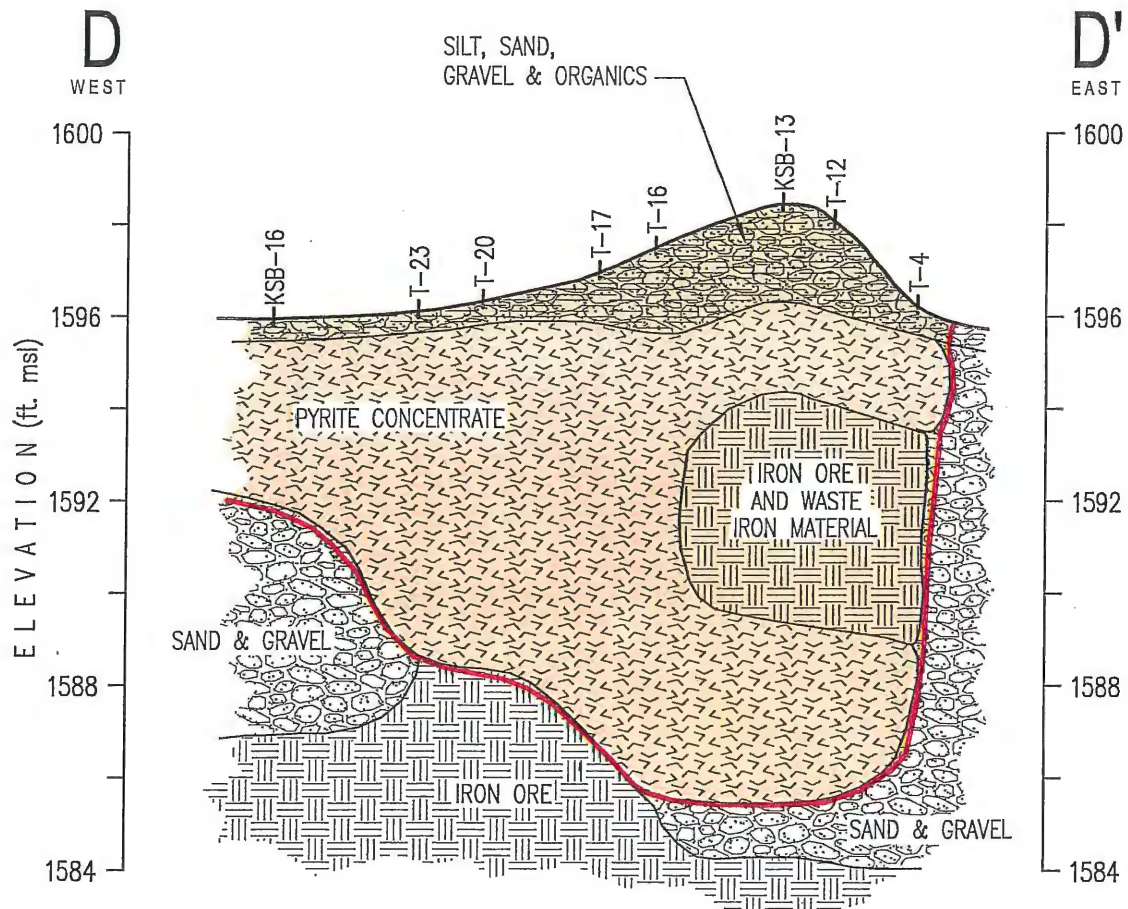 D
WEST
D'
EAST
SILT, SAND,
GRAVEL & ORGANICS
1600
1596
1592
1588
1584
ELEVATION (ft. msl)
KSB-16
T-23
T-20
T-17
T-16
KSB-13
T-12
T-4
1600
1596
1592
1588
1584
PYRITE CONCENTRATE
IRON ORE
AND WASTE
IRON MATERIAL
SAND & GRAVEL
IRON ORE
SAND & GRAVEL